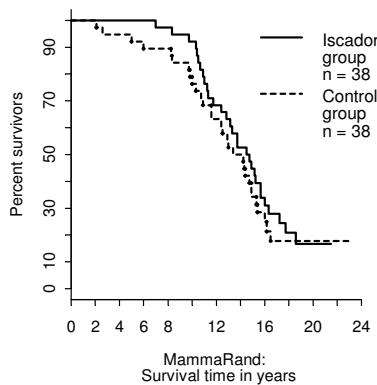 Percent survivors
90
70
50
30
10
0
0 2 4 6 8 12 16 20 24
Iscador
group
n = 38
Control
group
n = 38
MammaRand:
Survival time in years